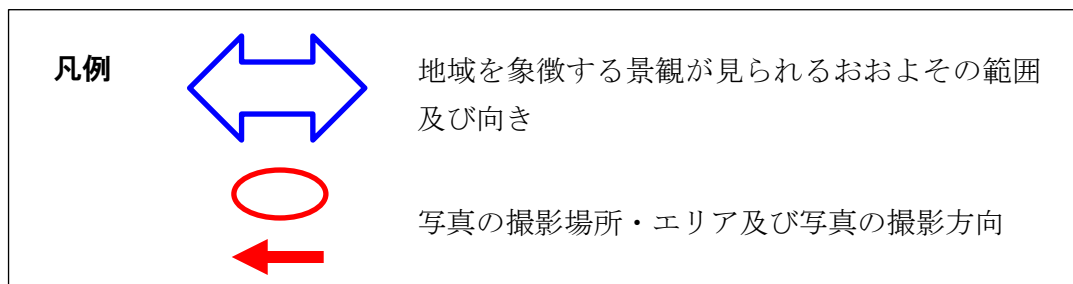 凡例
地域を象徴する景観が見られるおおよその範囲
及び向き
写真の撮影場所・エリア及び写真の撮影方向